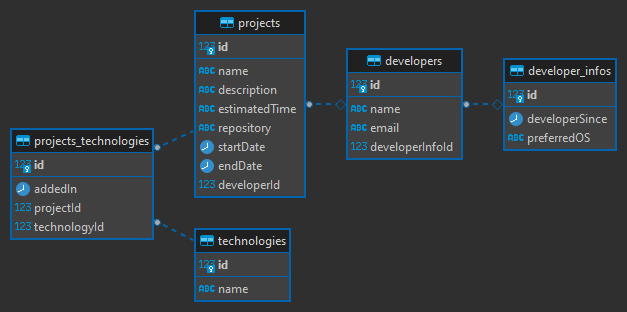 projects
123 id
ABC name
ABC description
ABC estimatedTime
ABC repository
startDate
endDate
123 developerId
developers
123 id
ABC name
ABC email
123 developerInfoId
developer_infos
123 id
developerSince
ABC preferredOS
projects_technologies
123 id
addedIn
123 projectId
123 technologyId
technologies
123 id
ABC name